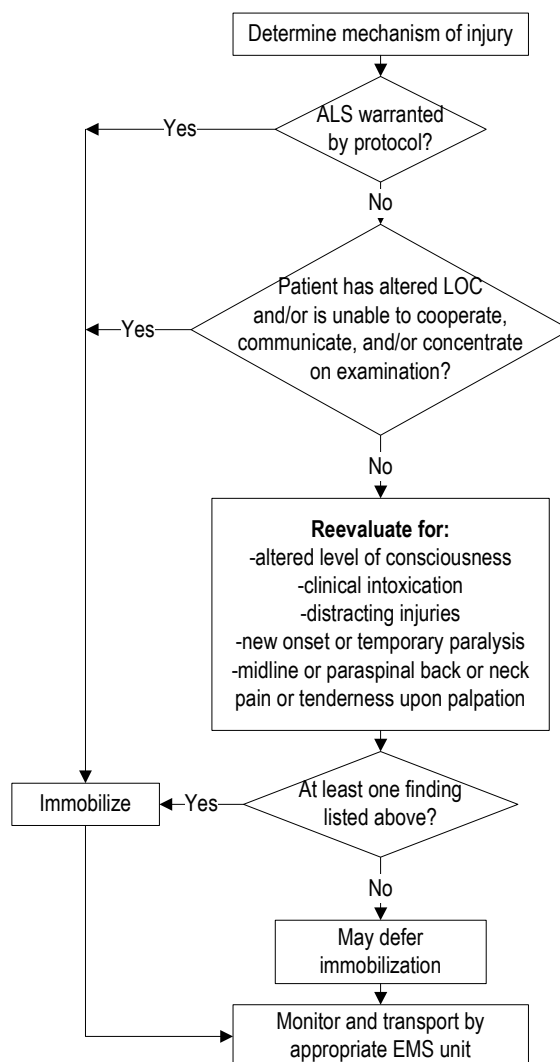 Determine mechanism of injury
ALS warranted
by protocol?
Yes
No
Patient has altered LOC
and/or is unable to cooperate,
communicate, and/or concentrate
on examination?
Yes
No
Reevaluate for:
-altered level of consciousness
-clinical intoxication
-distracting injuries
-new onset or temporary paralysis
-midline or paraspinal back or neck
pain or tenderness upon palpation
At least one finding
listed above?
Yes
Immobilize
No
May defer
immobilization
Monitor and transport by
appropriate EMS unit